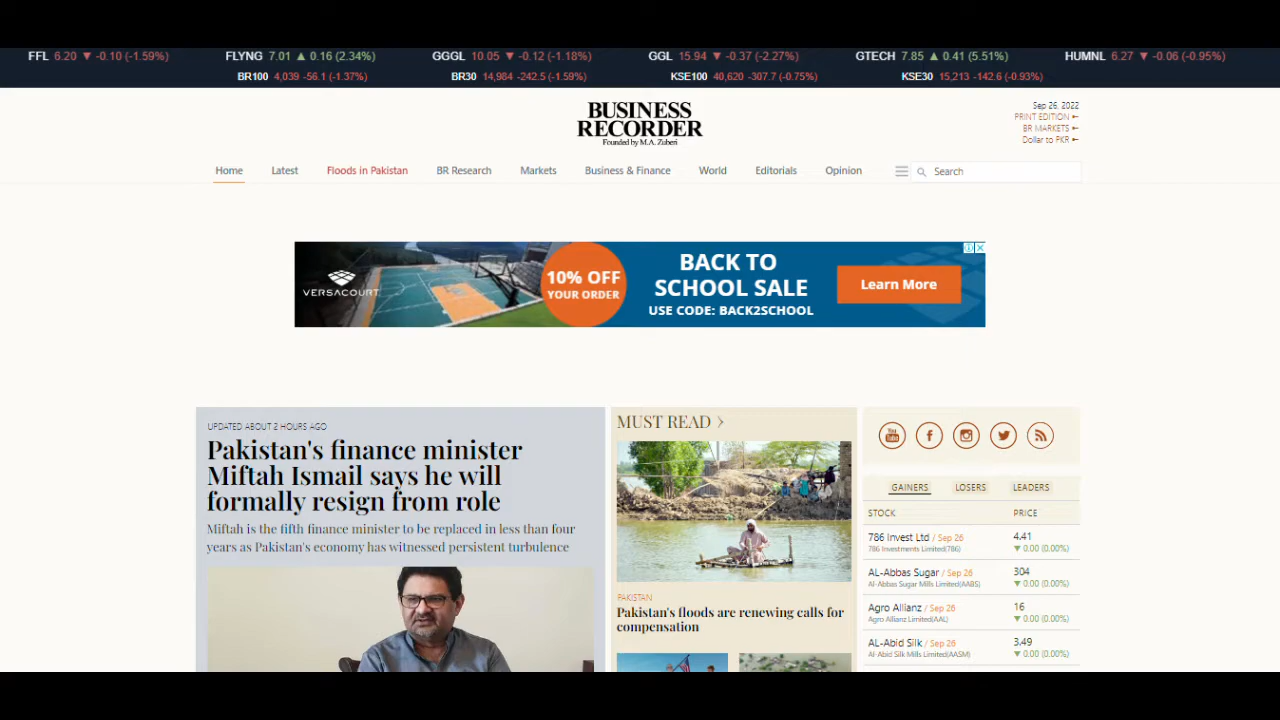 FFL 6.20 ▼ -0.10 (-1.59%) FLYNG 7.01 ▲ 0.16 (2.34%) GGGL 10.05 ▼ -0.12 (-1.18%) GGL 15.94 ▼ -0.37 (-2.27%) GTECH 7.85 ▲ 0.41 (5.51%) HUMNL 6.27 ▼ -0.06 (-0.95%)
BR100 4,039 -56.1 (-1.37%) BR30 14,984 -242.5 (-1.59%) KSE100 40,620 -307.7 (-0.75%) KSE30 15,213 -142.6 (-0.93%)
BUSINESS
RECORDER
Founded by M.A. Zuberi
Sep 26, 2022
PRINT EDITION
BR MARKETS
Dollar to PKR
Home Latest Floods in Pakistan BR Research Markets Business & Finance World Editorials Opinion Search
VERSACOURT
10% OFF
YOUR ORDER
BACK TO
SCHOOL SALE
USE CODE: BACK2SCHOOL
Learn More
UPDATED ABOUT 2 HOURS AGO
Pakistan's finance minister
Miftah Ismail says he will
formally resign from role
Miftah is the fifth finance minister to be replaced in less than four
years as Pakistan's economy has witnessed persistent turbulence
MUST READ
PAKISTAN
Pakistan's floods are renewing calls for
compensation
You
Tube
GAINERS LOSERS LEADERS
STOCK PRICE
786 Invest Ltd / Sep 26 4.41
786 Investments Limited(786) ▼ 0.00 (0.00%)
AL-Abbas Sugar / Sep 26 304
Al-Abbas Sugar Mills Limited(AABS) ▼ 0.00 (0.00%)
Agro Allianz / Sep 26 16
Agro Allianz Limited(AAL) ▼ 0.00 (0.00%)
AL-Abid Silk / Sep 26 3.49
Al-Abid Silk Mills Limited(AASM) ▼ 0.00 (0.00%)